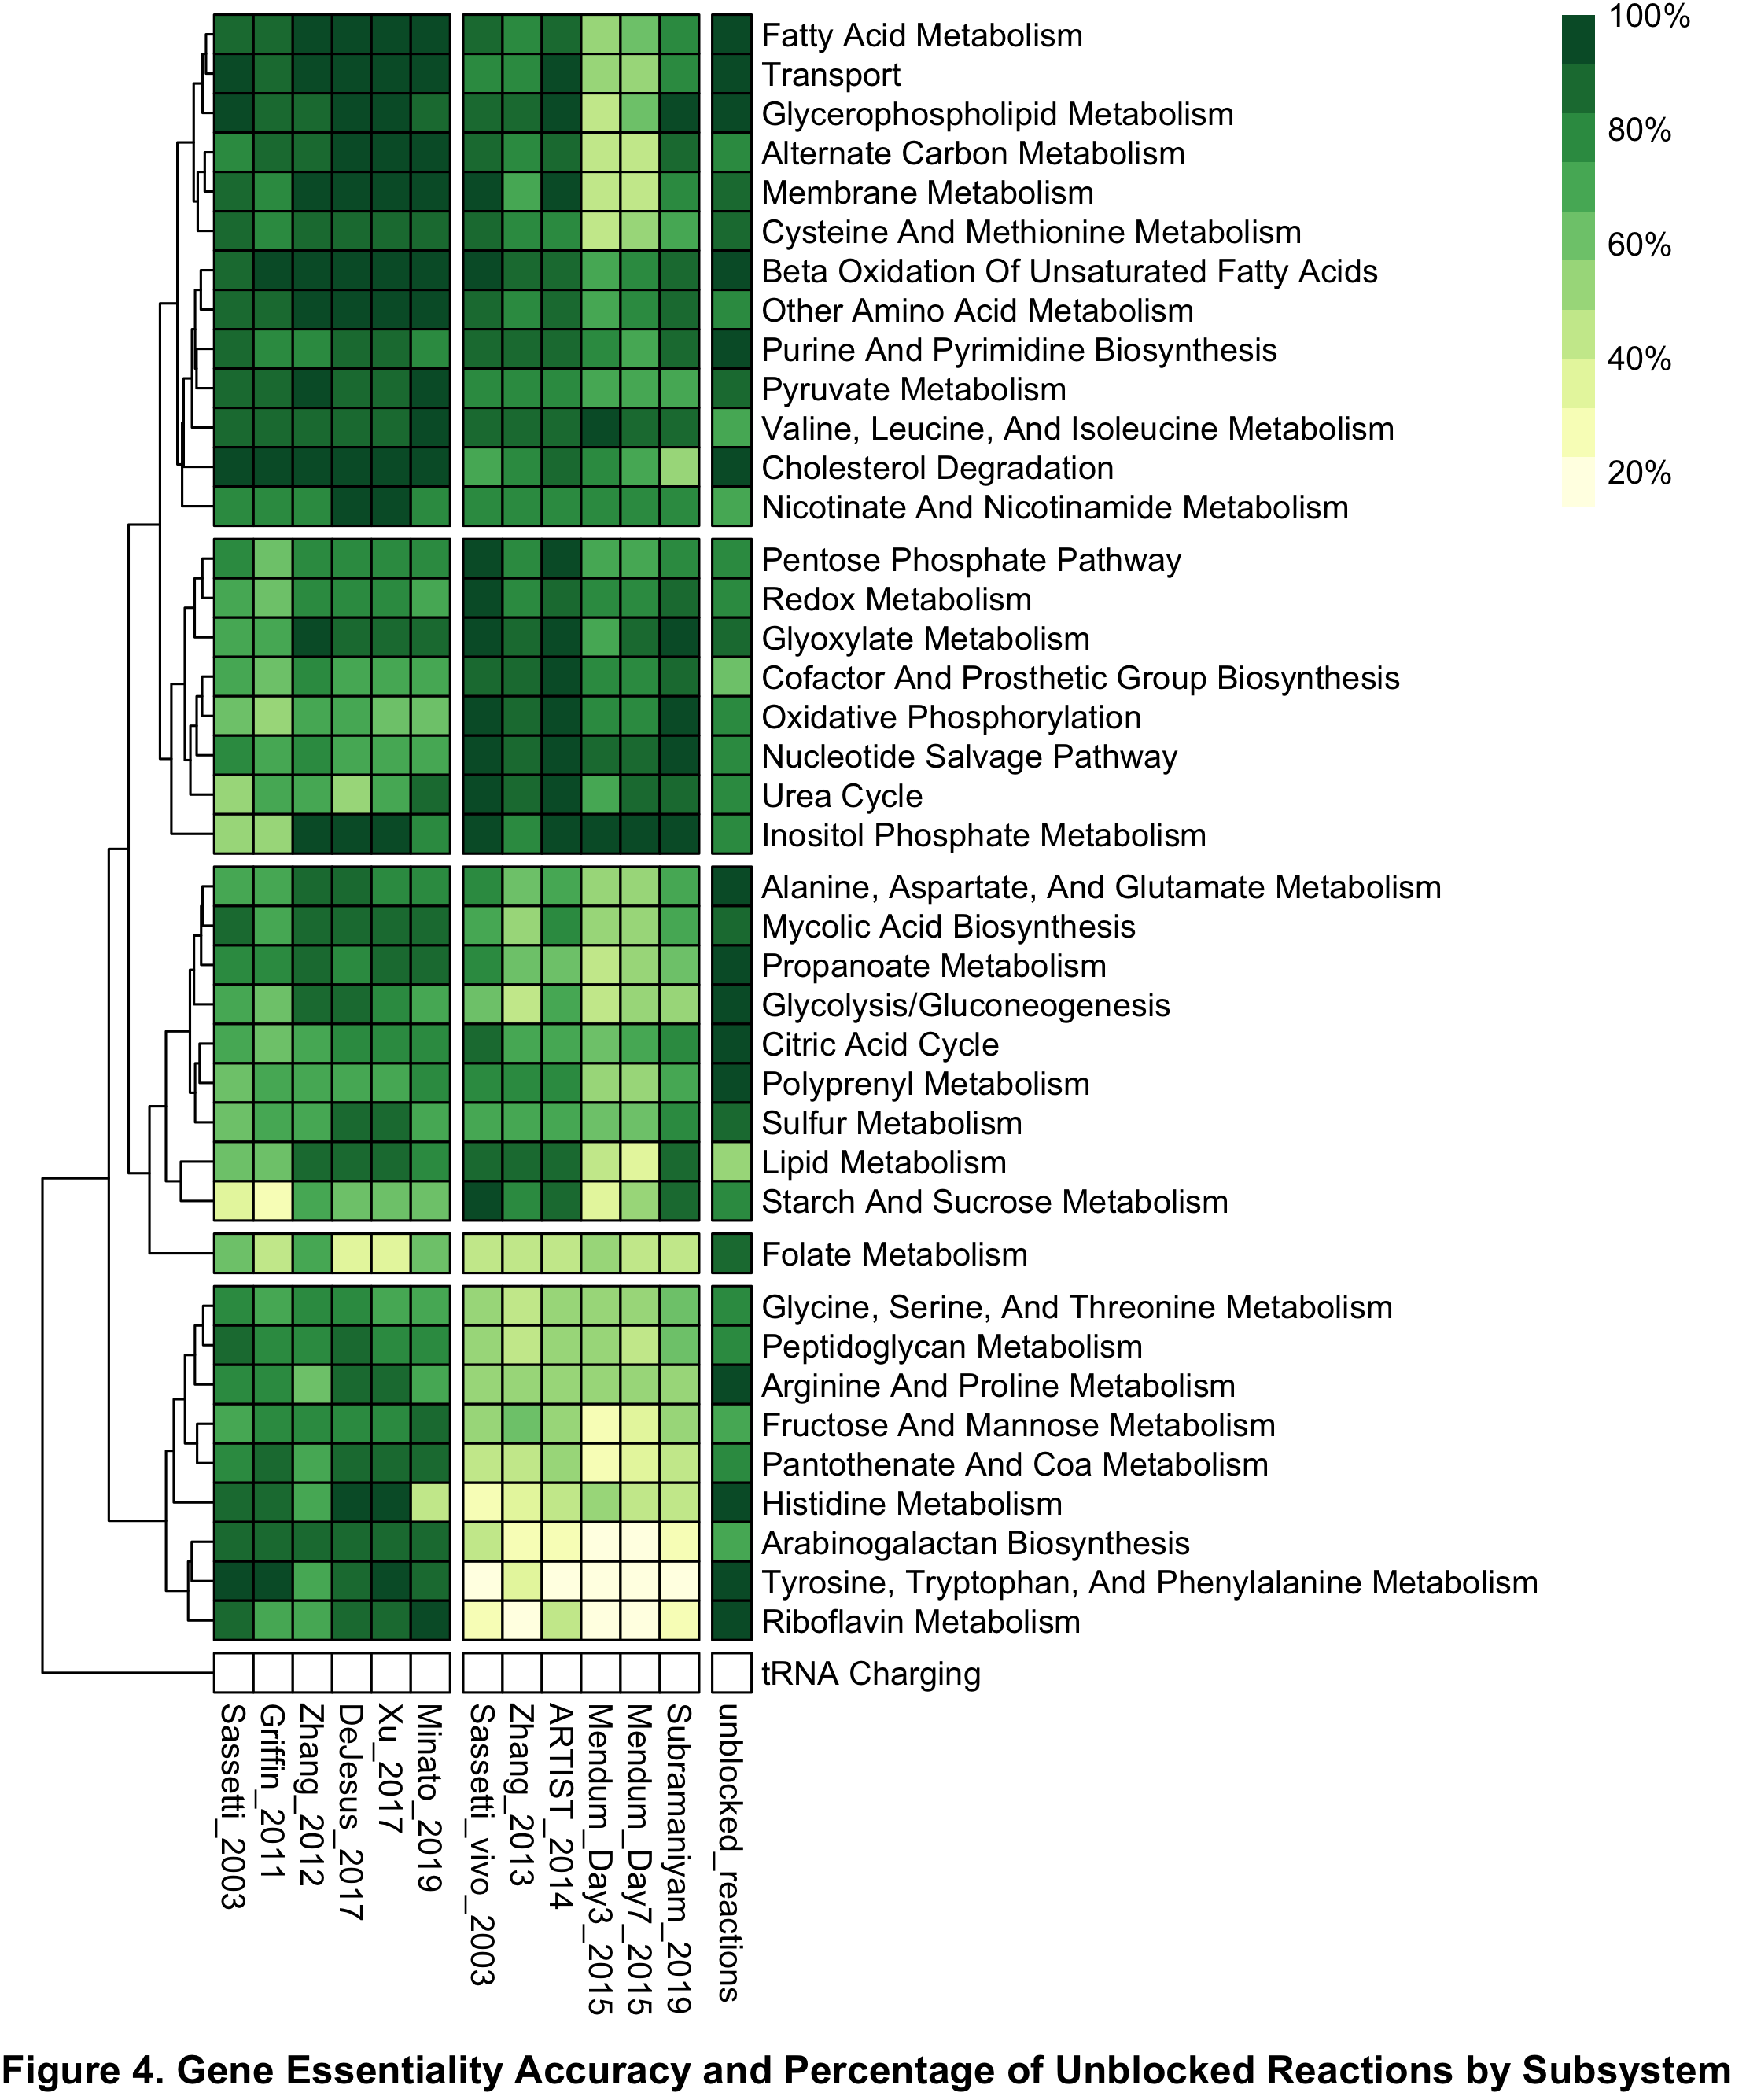 Fatty Acid Metabolism
Transport
Glycerophospholipid Metabolism
Alternate Carbon Metabolism
Membrane Metabolism
Cysteine And Methionine Metabolism
Beta Oxidation Of Unsaturated Fatty Acids
Other Amino Acid Metabolism
Purine And Pyrimidine Biosynthesis
Pyruvate Metabolism
Valine, Leucine, And Isoleucine Metabolism
Cholesterol Degradation
Nicotinate And Nicotinamide Metabolism
Pentose Phosphate Pathway
Redox Metabolism
Glyoxylate Metabolism
Cofactor And Prosthetic Group Biosynthesis
Oxidative Phosphorylation
Nucleotide Salvage Pathway
Urea Cycle
Inositol Phosphate Metabolism
Alanine, Aspartate, And Glutamate Metabolism
Mycolic Acid Biosynthesis
Propanoate Metabolism
Glycolysis/Gluconeogenesis
Citric Acid Cycle
Polyprenyl Metabolism
Sulfur Metabolism
Lipid Metabolism
Starch And Sucrose Metabolism
Folate Metabolism
Glycine, Serine, And Threonine Metabolism
Peptidoglycan Metabolism
Arginine And Proline Metabolism
Fructose And Mannose Metabolism
Pantothenate And Coa Metabolism
Histidine Metabolism
Arabinogalactan Biosynthesis
Tyrosine, Tryptophan, And Phenylalanine Metabolism
Riboflavin Metabolism
tRNA Charging
100%
80%
60%
40%
20%
Sassetti_2003
Griffin_2011
Zhang_2012
DeJesus_2017
Xu_2017
Minato_2019
Sassetti_vivo_2003
Zhang_2013
ARTIST_2014
Mendum_Day3_2015
Mendum_Day7_2015
Subramaniyam_2019
unblocked_reactions
Figure 4. Gene Essentiality Accuracy and Percentage of Unblocked Reactions by Subsystem